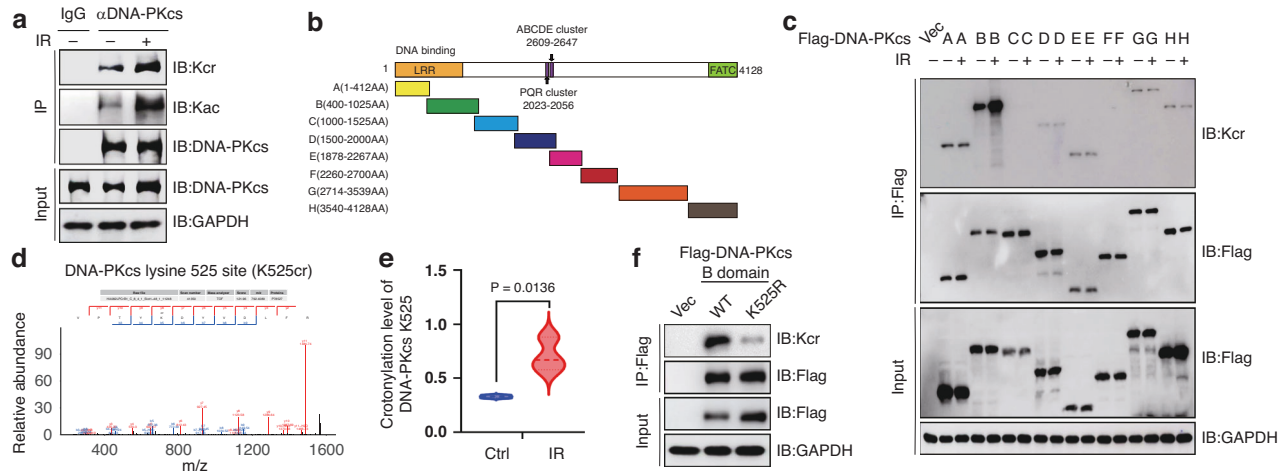 a
IgG αDNA-PKcs
IR − − +
IP
IB:Kcr
IB:Kac
IB:DNA-PKcs
Input
IB:DNA-PKcs
IB:GAPDH
b
ABCDE cluster
2609-2647
DNA binding
1 LRR FATC 4128
PQR cluster
2023-2056
A(1-412AA)
B(400-1025AA)
C(1000-1525AA)
D(1500-2000AA)
E(1878-2267AA)
F(2260-2700AA)
G(2714-3539AA)
H(3540-4128AA)
c
Flag-DNA-PKcs Vec A A B B C C D D E E F F G G H H
IR − − + − + − + − + − + − + − + − +
IP:Flag
IB:Kcr
IB:Flag
Input
IB:Flag
IB:GAPDH
d
DNA-PKcs lysine 525 site (K525cr)
Relative abundance
90
60
30
0
400 800 1200 1600
m/z
e
Crotonylation level of
DNA-PKcs K525
1.5
1.0
0.5
0.0
P = 0.0136
Ctrl IR
f
Flag-DNA-PKcs
B domain
Vec WT K525R
IP:Flag
IB:Kcr
IB:Flag
Input
IB:Flag
IB:GAPDH